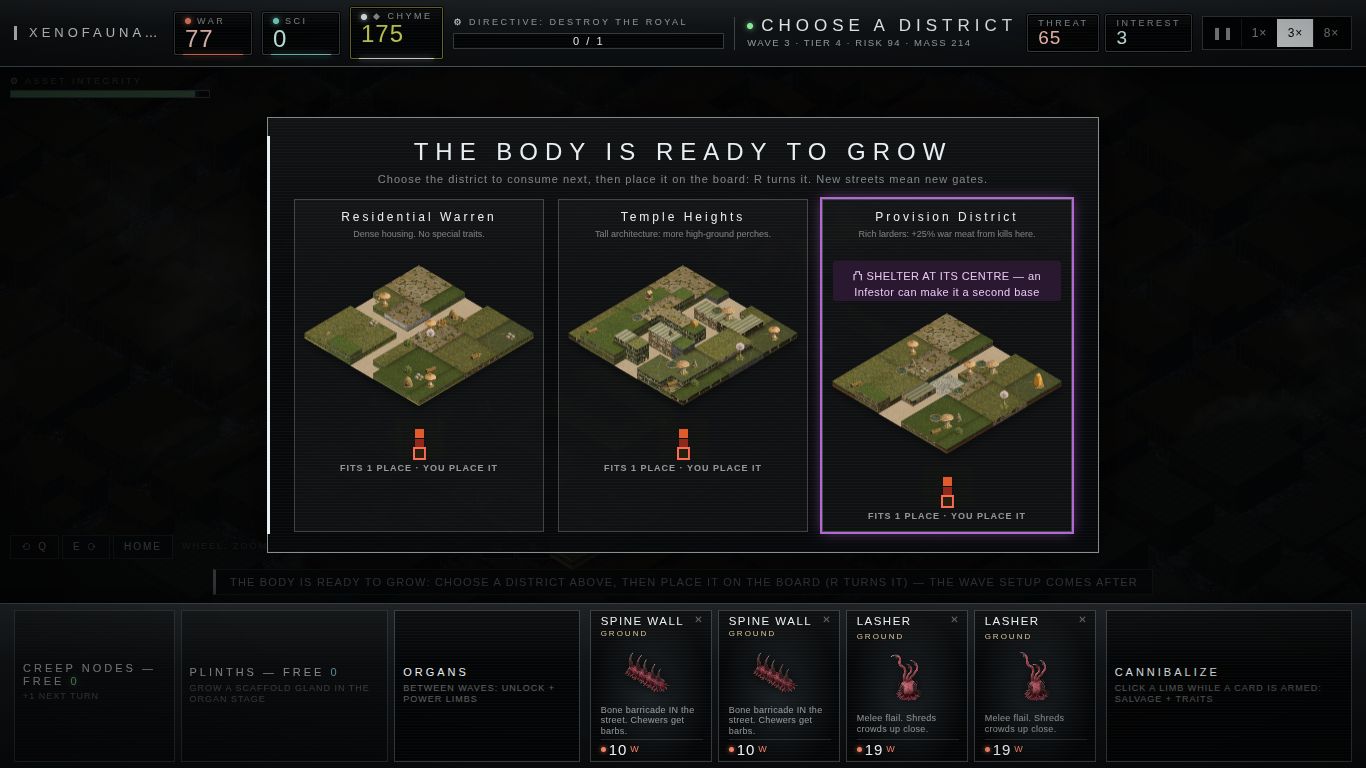 XENOFAUNA…
WAR
77
SCI
0
CHYME
175
DIRECTIVE: DESTROY THE ROYAL
0 / 1
CHOOSE A DISTRICT
WAVE 3 · TIER 4 · RISK 94 · MASS 214
THREAT
65
INTEREST
3
1×
3×
8×
ASSET INTEGRITY
THE BODY IS READY TO GROW
Choose the district to consume next, then place it on the board: R turns it. New streets mean new gates.
Residential Warren
Dense housing. No special traits.
FITS 1 PLACE · YOU PLACE IT
Temple Heights
Tall architecture: more high-ground perches.
FITS 1 PLACE · YOU PLACE IT
Provision District
Rich larders: +25% war meat from kills here.
SHELTER AT ITS CENTRE — an
Infestor can make it a second base
FITS 1 PLACE · YOU PLACE IT
Q
E
HOME
WHEEL: ZOOM
THE BODY IS READY TO GROW: CHOOSE A DISTRICT ABOVE, THEN PLACE IT ON THE BOARD (R TURNS IT) — THE WAVE SETUP COMES AFTER
CREEP NODES —
FREE 0
+1 NEXT TURN
PLINTHS — FREE 0
GROW A SCAFFOLD GLAND IN THE
ORGAN STAGE
ORGANS
BETWEEN WAVES: UNLOCK +
POWER LIMBS
SPINE WALL ×
GROUND
Bone barricade IN the
street. Chewers get
barbs.
10 W
SPINE WALL ×
GROUND
Bone barricade IN the
street. Chewers get
barbs.
10 W
LASHER ×
GROUND
Melee flail. Shreds
crowds up close.
19 W
LASHER ×
GROUND
Melee flail. Shreds
crowds up close.
19 W
CANNIBALIZE
CLICK A LIMB WHILE A CARD IS ARMED:
SALVAGE + TRAITS